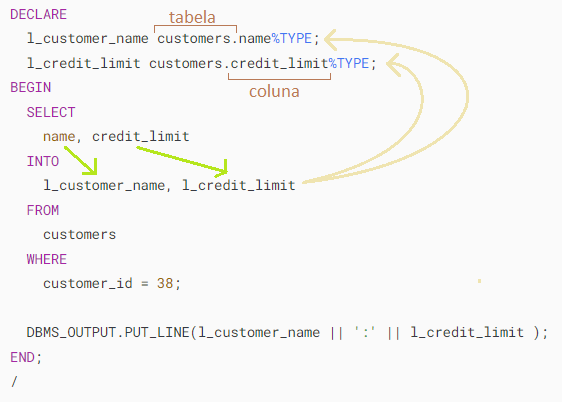 DECLARE
tabela
l_customer_name customers.name%TYPE;
l_credit_limit customers.credit_limit%TYPE;
coluna
BEGIN
SELECT
name, credit_limit
INTO
l_customer_name, l_credit_limit
FROM
customers
WHERE
customer_id = 38;
DBMS_OUTPUT.PUT_LINE(l_customer_name || ':' || l_credit_limit );
END;
/